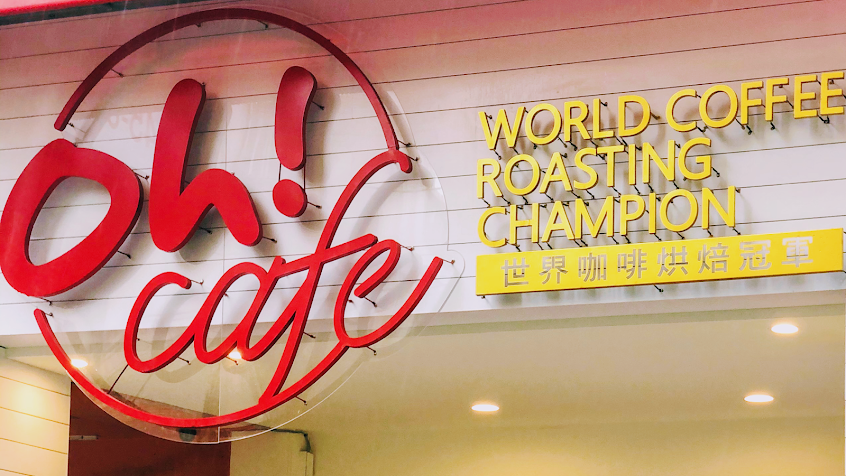 Oh!
cafe
WORLD COFFEE
ROASTING
CHAMPION
世界咖啡烘焙冠軍